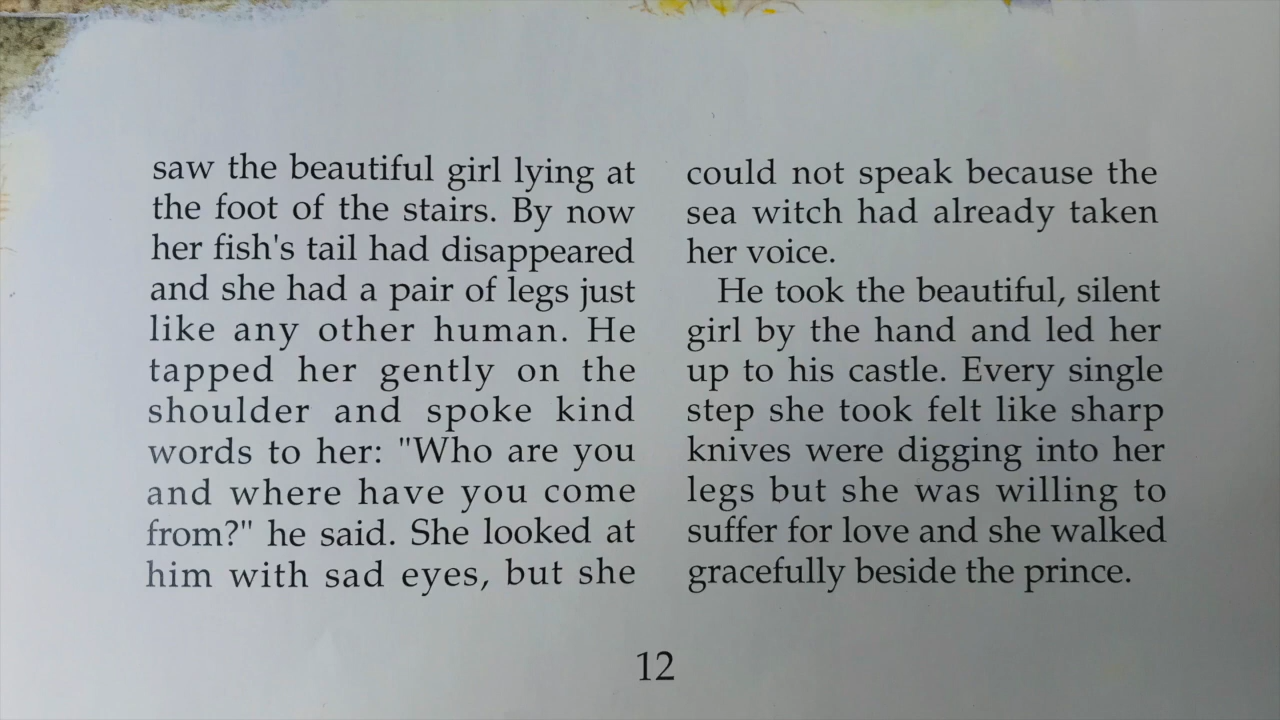 saw the beautiful girl lying at
the foot of the stairs. By now
her fish's tail had disappeared
and she had a pair of legs just
like any other human. He
tapped her gently on the
shoulder and spoke kind
words to her: "Who are you
and where have you come
from?" he said. She looked at
him with sad eyes, but she
could not speak because the
sea witch had already taken
her voice.
He took the beautiful, silent
girl by the hand and led her
up to his castle. Every single
step she took felt like sharp
knives were digging into her
legs but she was willing to
suffer for love and she walked
gracefully beside the prince.
12